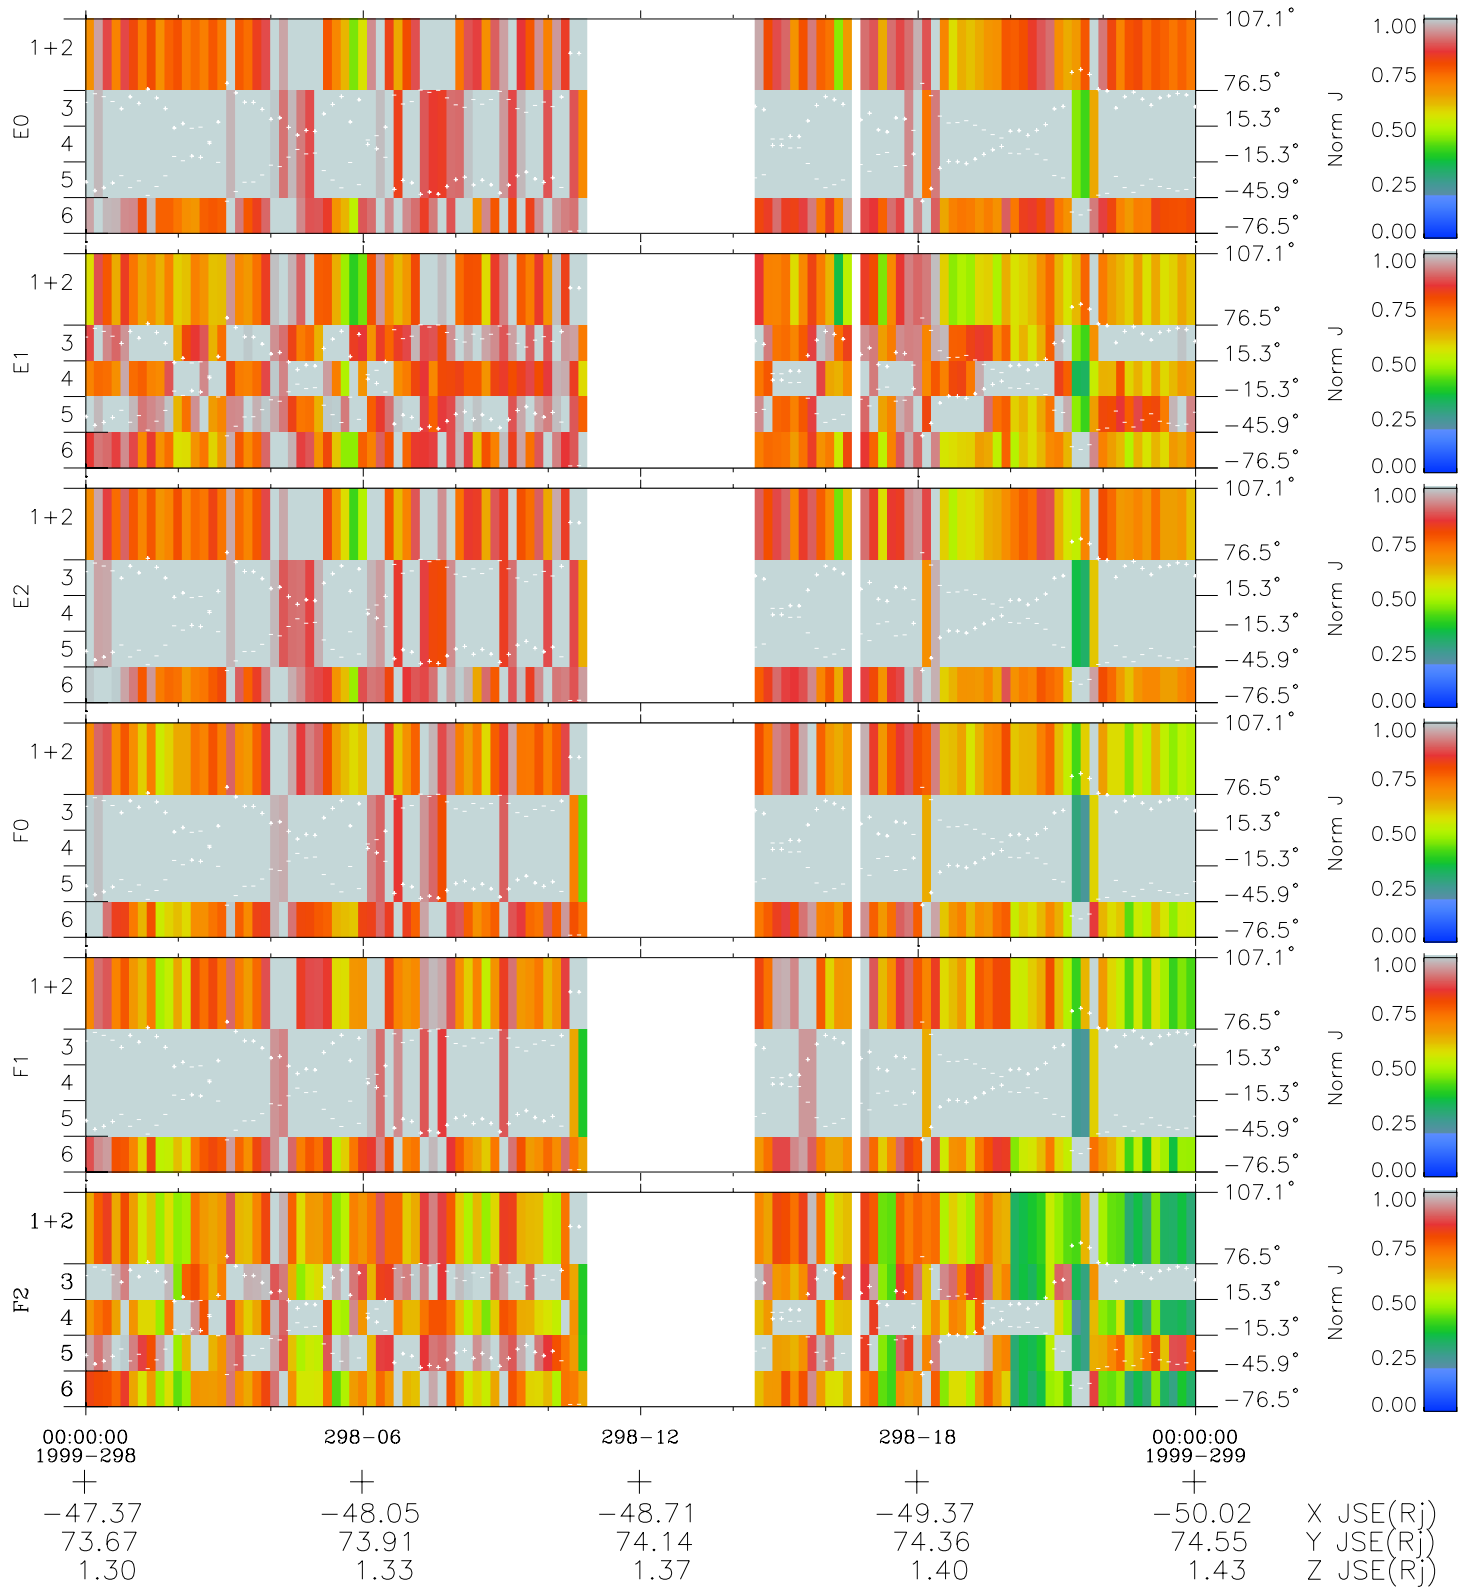 E0 1+2 3 4 5 6 107.1° 76.5° 15.3° −15.3° −45.9° −76.5° Norm J 1.00 0.75 0.50 0.25 0.00
E1 1+2 3 4 5 6 107.1° 76.5° 15.3° −15.3° −45.9° −76.5° Norm J 1.00 0.75 0.50 0.25 0.00
E2 1+2 3 4 5 6 107.1° 76.5° 15.3° −15.3° −45.9° −76.5° Norm J 1.00 0.75 0.50 0.25 0.00
F0 1+2 3 4 5 6 107.1° 76.5° 15.3° −15.3° −45.9° −76.5° Norm J 1.00 0.75 0.50 0.25 0.00
F1 1+2 3 4 5 6 107.1° 76.5° 15.3° −15.3° −45.9° −76.5° Norm J 1.00 0.75 0.50 0.25 0.00
F2 1+2 3 4 5 6 107.1° 76.5° 15.3° −15.3° −45.9° −76.5° Norm J 1.00 0.75 0.50 0.25 0.00
00:00:00 298−06 298−12 298−18 00:00:00
1999−298 1999−299
−47.37 −48.05 −48.71 −49.37 −50.02 X JSE(Rj)
73.67 73.91 74.14 74.36 74.55 Y JSE(Rj)
1.30 1.33 1.37 1.40 1.43 Z JSE(Rj)